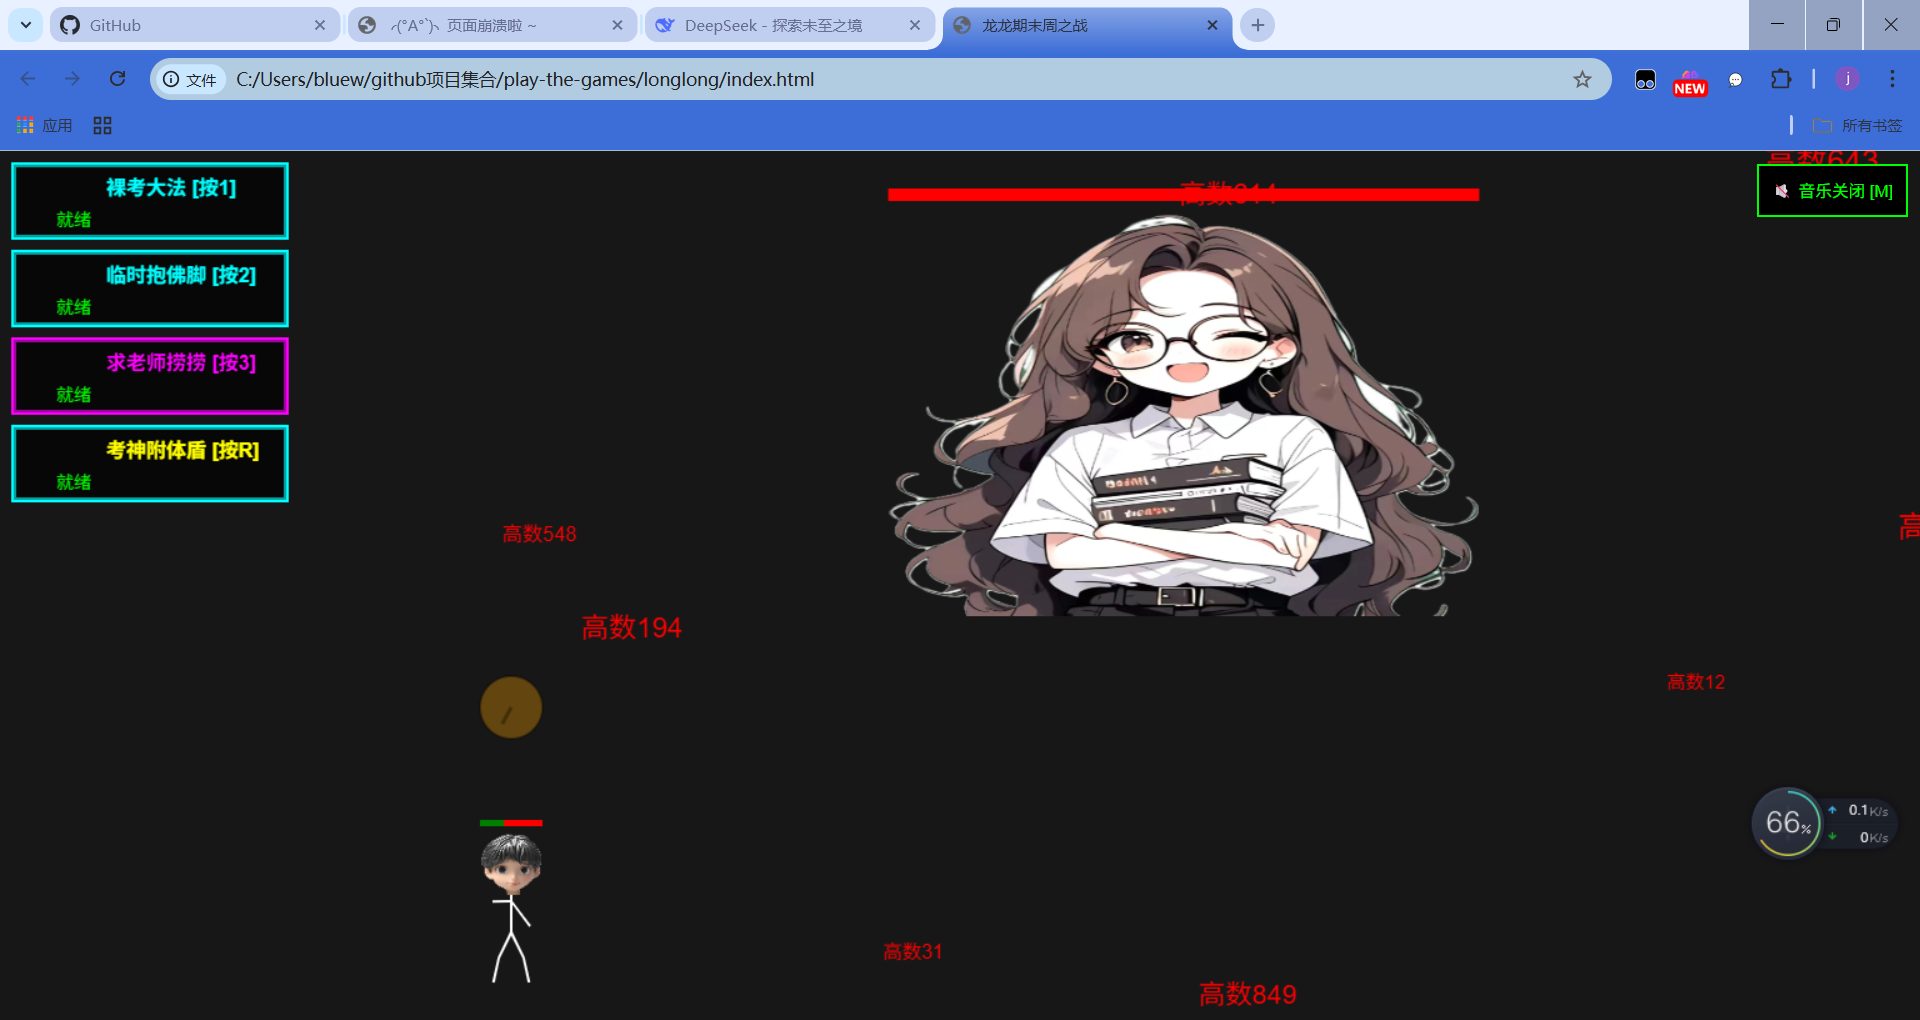 GitHub
╭(°A°`)╮ 页面崩溃啦 ~
DeepSeek - 探索未至之境
龙龙期末周之战
文件
C:/Users/bluew/github项目集合/play-the-games/longlong/index.html
NEW
j
应用
所有书签
裸考大法 [按1]
就绪
临时抱佛脚 [按2]
就绪
求老师捞捞 [按3]
就绪
考神附体盾 [按R]
就绪
高数643
音乐关闭 [M]
高数548
高数194
高
高数12
66%
0.1K/s
0K/s
高数31
高数849